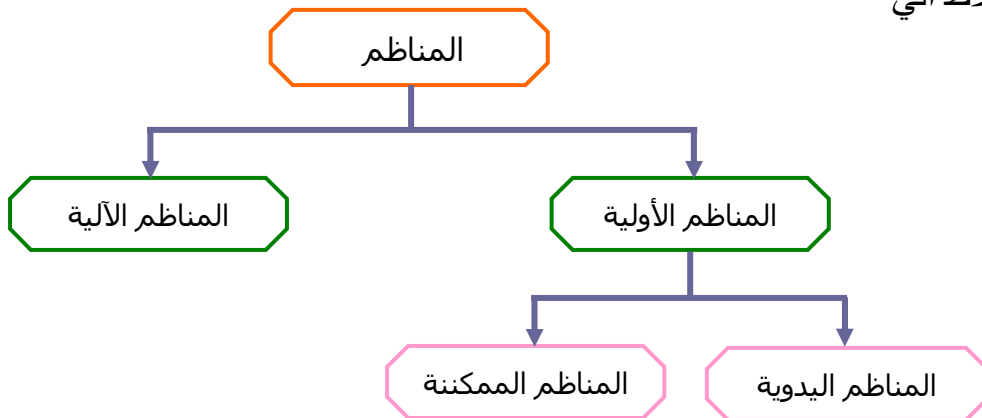 المناظم
المناظم الأولية
المناظم الآلية
المناظم اليدوية
المناظم الممكننة